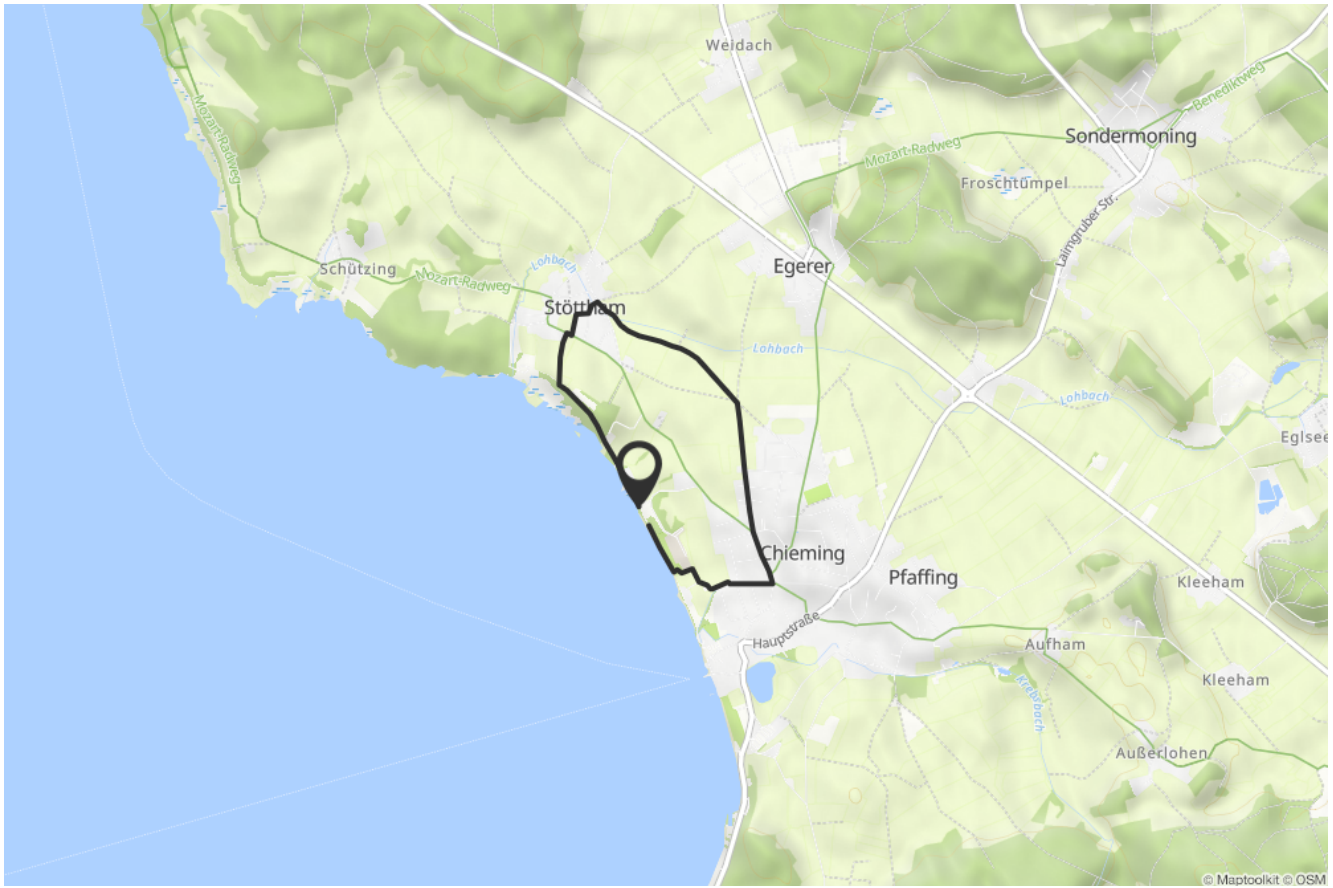 Weidach
Benediktweg
Mozart-Radweg
Sondermoning
Mozart-Radweg
Froschtümpel
Laimgruber Str.
Lohbach
Egerer
Schützing
Mozart-Radweg
Stöttham
Lohbach
Lohbach
Eglsee
Chieming
Pfaffing
Kleeham
Hauptstraße
Aufham
Kleeham
Krebsbach
Außerlohen
© Maptoolkit © OSM